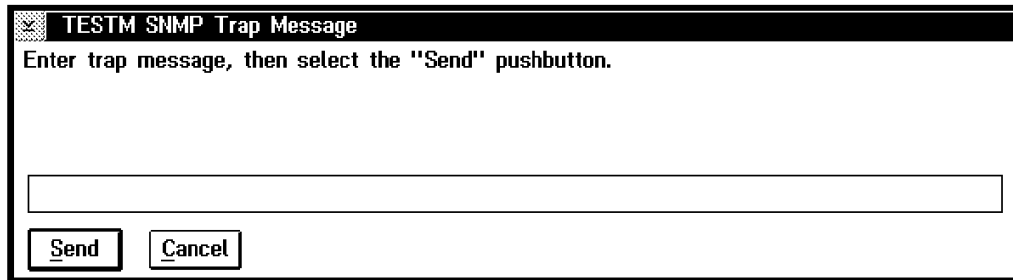 TESTM SNMP Trap Message
Enter trap message, then select the "Send" pushbutton.
Send Cancel